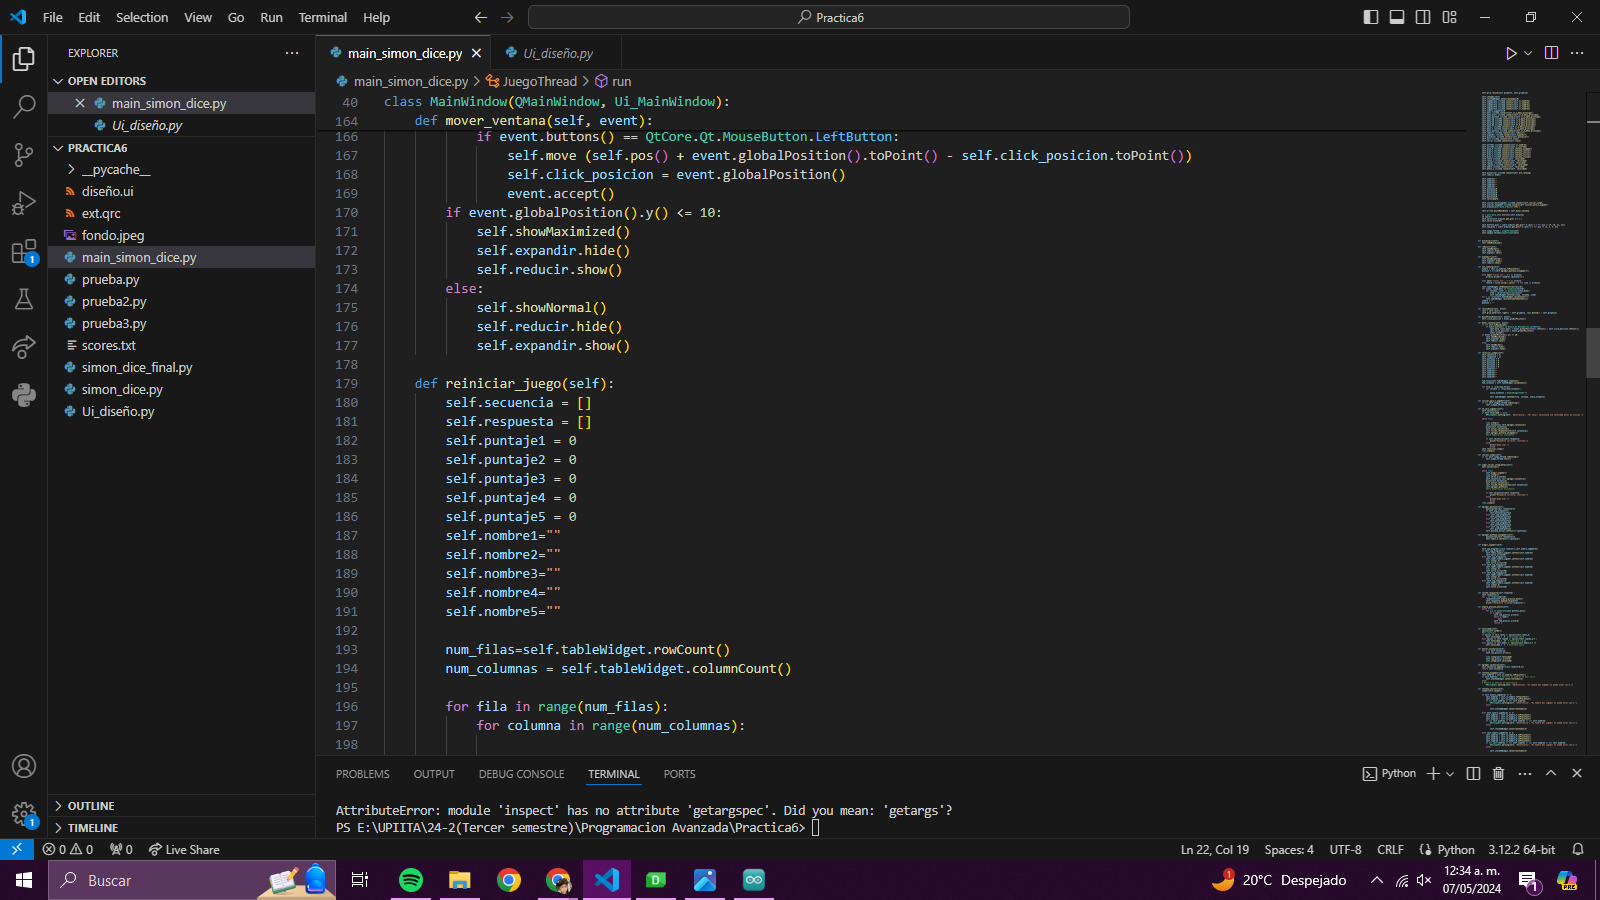 File Edit Selection View Go Run Terminal Help
Practica6
EXPLORER
OPEN EDITORS
main_simon_dice.py
Ui_diseño.py
PRACTICA6
__pycache__
diseño.ui
ext.qrc
fondo.jpeg
main_simon_dice.py
prueba.py
prueba2.py
prueba3.py
scores.txt
simon_dice_final.py
simon_dice.py
Ui_diseño.py
OUTLINE
TIMELINE
main_simon_dice.py Ui_diseño.py
main_simon_dice.py > JuegoThread > run
40 class MainWindow(QMainWindow, Ui_MainWindow):
164 def mover_ventana(self, event):
166 if event.buttons() == QtCore.Qt.MouseButton.LeftButton:
167 self.move (self.pos() + event.globalPosition().toPoint() - self.click_posicion.toPoint())
168 self.click_posicion = event.globalPosition()
169 event.accept()
170 if event.globalPosition().y() <= 10:
171 self.showMaximized()
172 self.expandir.hide()
173 self.reducir.show()
174 else:
175 self.showNormal()
176 self.reducir.hide()
177 self.expandir.show()
178
179 def reiniciar_juego(self):
180 self.secuencia = []
181 self.respuesta = []
182 self.puntaje1 = 0
183 self.puntaje2 = 0
184 self.puntaje3 = 0
185 self.puntaje4 = 0
186 self.puntaje5 = 0
187 self.nombre1=""
188 self.nombre2=""
189 self.nombre3=""
190 self.nombre4=""
191 self.nombre5=""
192
193 num_filas=self.tableWidget.rowCount()
194 num_columnas = self.tableWidget.columnCount()
195
196 for fila in range(num_filas):
197 for columna in range(num_columnas):
198
PROBLEMS OUTPUT DEBUG CONSOLE TERMINAL PORTS
Python
AttributeError: module 'inspect' has no attribute 'getargspec'. Did you mean: 'getargs'?
PS E:\UPIITA\24-2(Tercer semestre)\Programacion Avanzada\Practica6>
0 0 0 Live Share
Ln 22, Col 19 Spaces: 4 UTF-8 CRLF Python 3.12.2 64-bit
Buscar
20°C Despejado
12:34 a. m.
07/05/2024